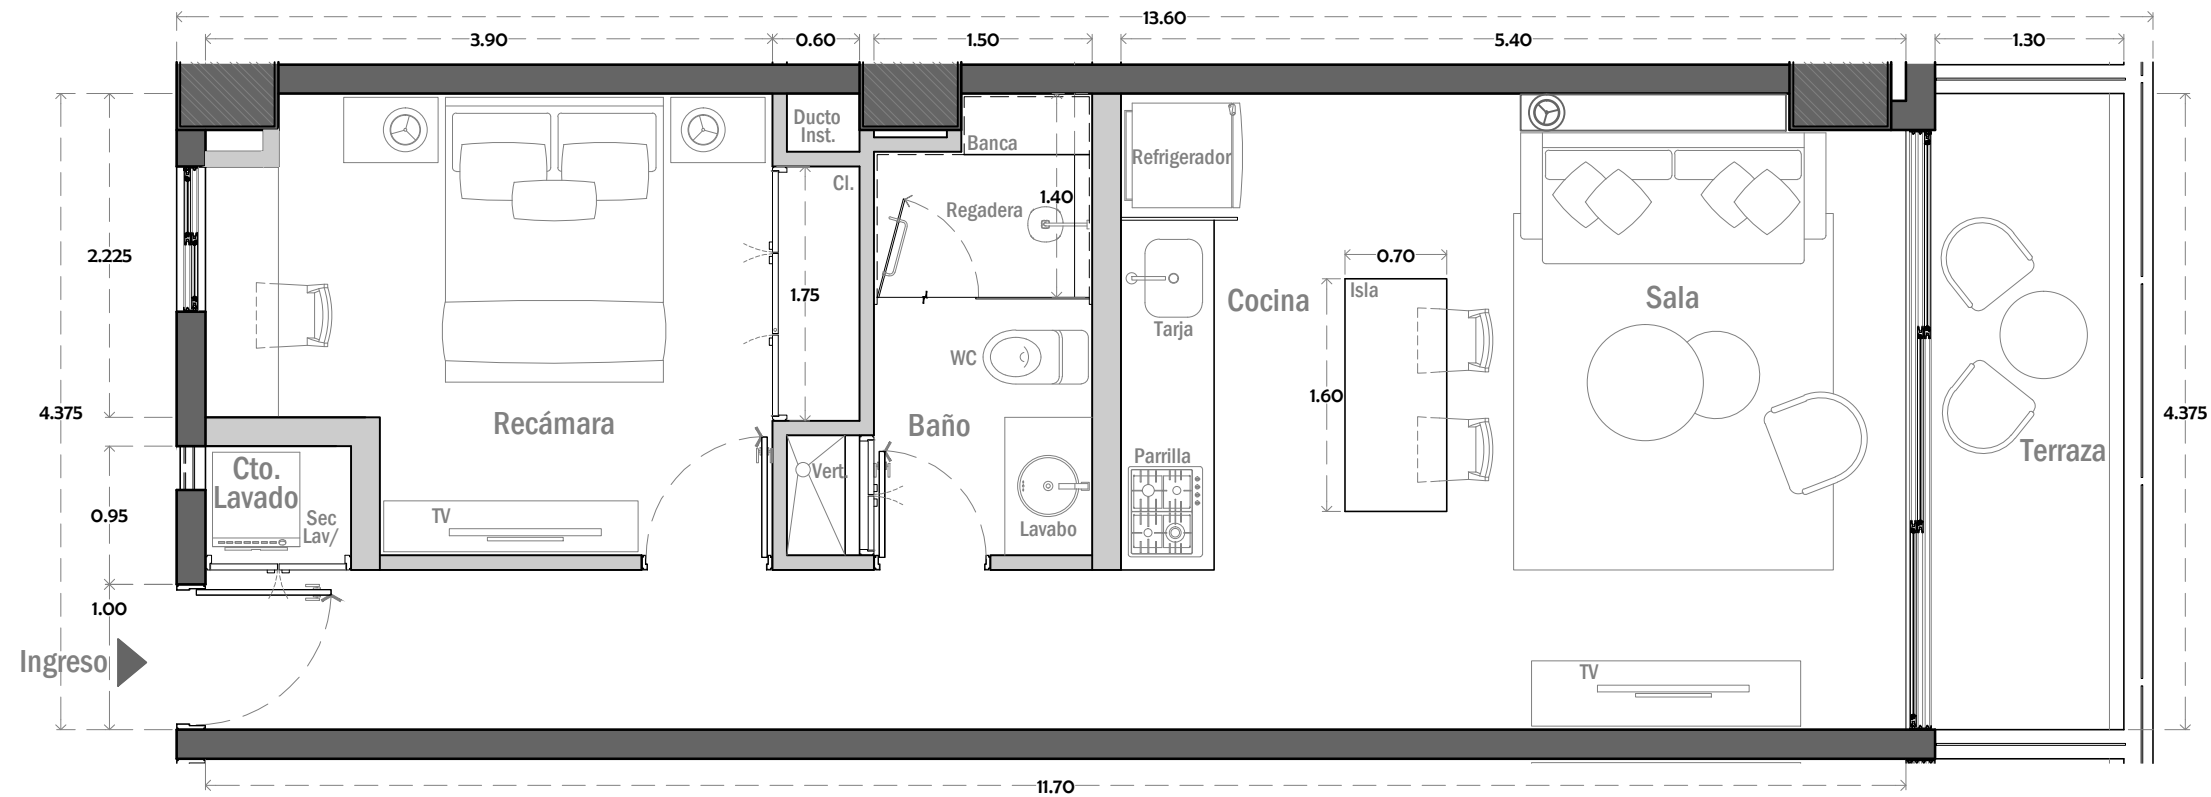 13.60
3.90
0.60
1.50
5.40
1.30
Ducto
Inst.
Banca
Refrigerador
Cl.
1.40
Regadera
2.225
0.70
1.75
Isla
Cocina
Sala
Tarja
WC
1.60
4.375
4.375
Recámara
Baño
Terraza
Parrilla
Cto.
Lavado
Vert.
0.95
TV
Sec
Lav/
Lavabo
1.00
Ingreso
TV
11.70